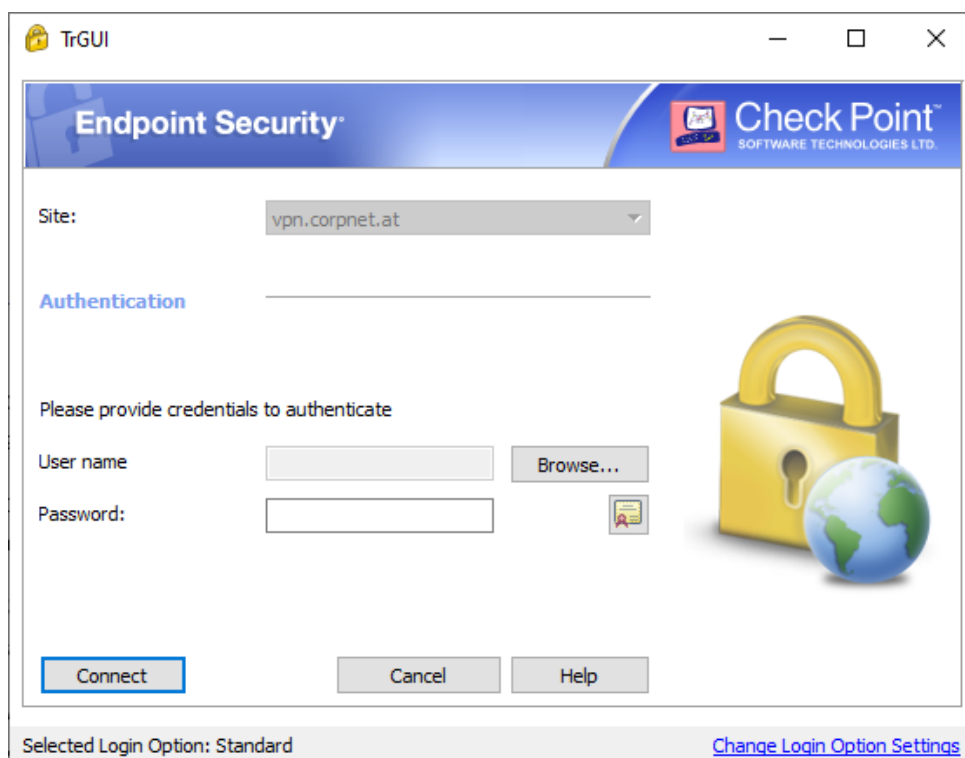 TrGUI
Endpoint Security
Check Point™
SOFTWARE TECHNOLOGIES LTD.
Site:
vpn.corpnet.at
Authentication
Please provide credentials to authenticate
User name
Browse...
Password:
Connect
Cancel
Help
Selected Login Option: Standard
Change Login Option Settings